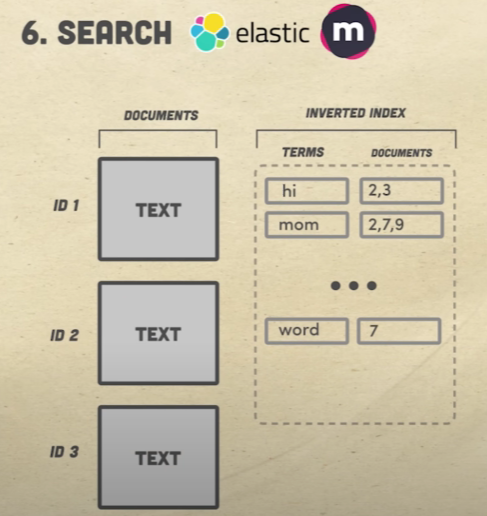 6. SEARCH elastic m
DOCUMENTS
INVERTED INDEX
TERMS DOCUMENTS
ID 1
TEXT
hi 2,3
mom 2,7,9
ID 2
TEXT
word 7
ID 3
TEXT